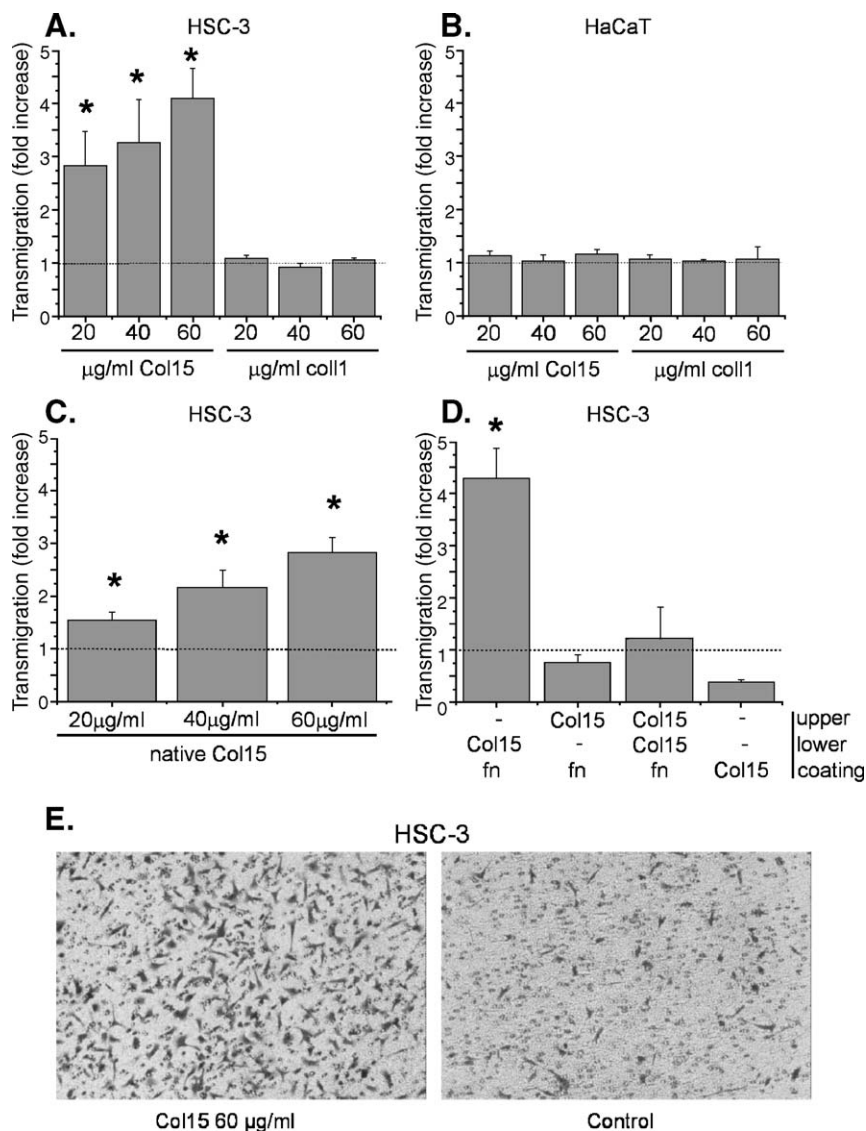 A.
HSC-3
Transmigration (fold increase)
5
4
3
2
1
0
*
*
*
20 40 60 20 40 60
μg/ml Col15 μg/ml coll1
B.
HaCaT
Transmigration (fold increase)
5
4
3
2
1
0
20 40 60 20 40 60
μg/ml Col15 μg/ml coll1
C.
HSC-3
Transmigration (fold increase)
5
4
3
2
1
0
*
*
*
20μg/ml 40μg/ml 60μg/ml
native Col15
D.
HSC-3
Transmigration (fold increase)
5
4
3
2
1
0
*
- Col15 Col15 - upper
Col15 - Col15 - lower
fn fn fn Col15 coating
E.
HSC-3
Col15 60 μg/ml Control